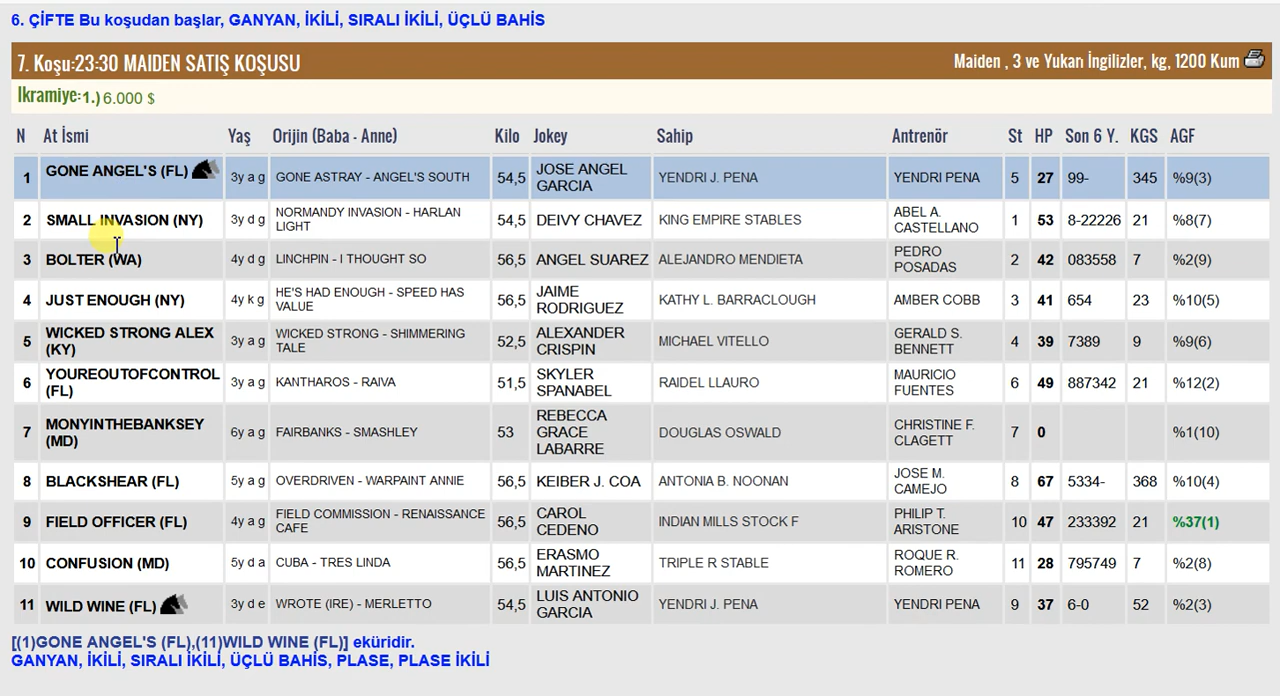 6. ÇİFTE Bu koşudan başlar, GANYAN, İKİLİ, SIRALI İKİLİ, ÜÇLÜ BAHİS
7. Koşu:23:30 MAIDEN SATIŞ KOŞUSU Maiden , 3 ve Yukarı İngilizler, kg, 1200 Kum
İkramiye:1.) 6.000 $
N At İsmi Yaş Orijin (Baba - Anne) Kilo Jokey Sahip Antrenör St HP Son 6 Y. KGS AGF
1 GONE ANGEL'S (FL) 3y a g GONE ASTRAY - ANGEL'S SOUTH 54,5 JOSE ANGEL GARCIA YENDRI J. PENA YENDRI PENA 5 27 99- 345 %9(3)
2 SMALL INVASION (NY) 3y d g NORMANDY INVASION - HARLAN LIGHT 54,5 DEIVY CHAVEZ KING EMPIRE STABLES ABEL A. CASTELLANO 1 53 8-22226 21 %8(7)
3 BOLTER (WA) 4y d g LINCHPIN - I THOUGHT SO 56,5 ANGEL SUAREZ ALEJANDRO MENDIETA PEDRO POSADAS 2 42 083558 7 %2(9)
4 JUST ENOUGH (NY) 4y k g HE'S HAD ENOUGH - SPEED HAS VALUE 56,5 JAIME RODRIGUEZ KATHY L. BARRACLOUGH AMBER COBB 3 41 654 23 %10(5)
5 WICKED STRONG ALEX (KY) 3y a g WICKED STRONG - SHIMMERING TALE 52,5 ALEXANDER CRISPIN MICHAEL VITELLO GERALD S. BENNETT 4 39 7389 9 %9(6)
6 YOUREOUTOFCONTROL (FL) 3y a g KANTHAROS - RAIVA 51,5 SKYLER SPANABEL RAIDEL LLAURO MAURICIO FUENTES 6 49 887342 21 %12(2)
7 MONYINTHEBANKSEY (MD) 6y a g FAIRBANKS - SMASHLEY 53 REBECCA GRACE LABARRE DOUGLAS OSWALD CHRISTINE F. CLAGETT 7 0 %1(10)
8 BLACKSHEAR (FL) 5y a g OVERDRIVEN - WARPAINT ANNIE 56,5 KEIBER J. COA ANTONIA B. NOONAN JOSE M. CAMEJO 8 67 5334- 368 %10(4)
9 FIELD OFFICER (FL) 4y a g FIELD COMMISSION - RENAISSANCE CAFE 56,5 CAROL CEDENO INDIAN MILLS STOCK F PHILIP T. ARISTONE 10 47 233392 21 %37(1)
10 CONFUSION (MD) 5y d a CUBA - TRES LINDA 56,5 ERASMO MARTINEZ TRIPLE R STABLE ROQUE R. ROMERO 11 28 795749 7 %2(8)
11 WILD WINE (FL) 3y d e WROTE (IRE) - MERLETTO 54,5 LUIS ANTONIO GARCIA YENDRI J. PENA YENDRI PENA 9 37 6-0 52 %2(3)
[(1)GONE ANGEL'S (FL),(11)WILD WINE (FL)] eküridir.
GANYAN, İKİLİ, SIRALI İKİLİ, ÜÇLÜ BAHİS, PLASE, PLASE İKİLİ